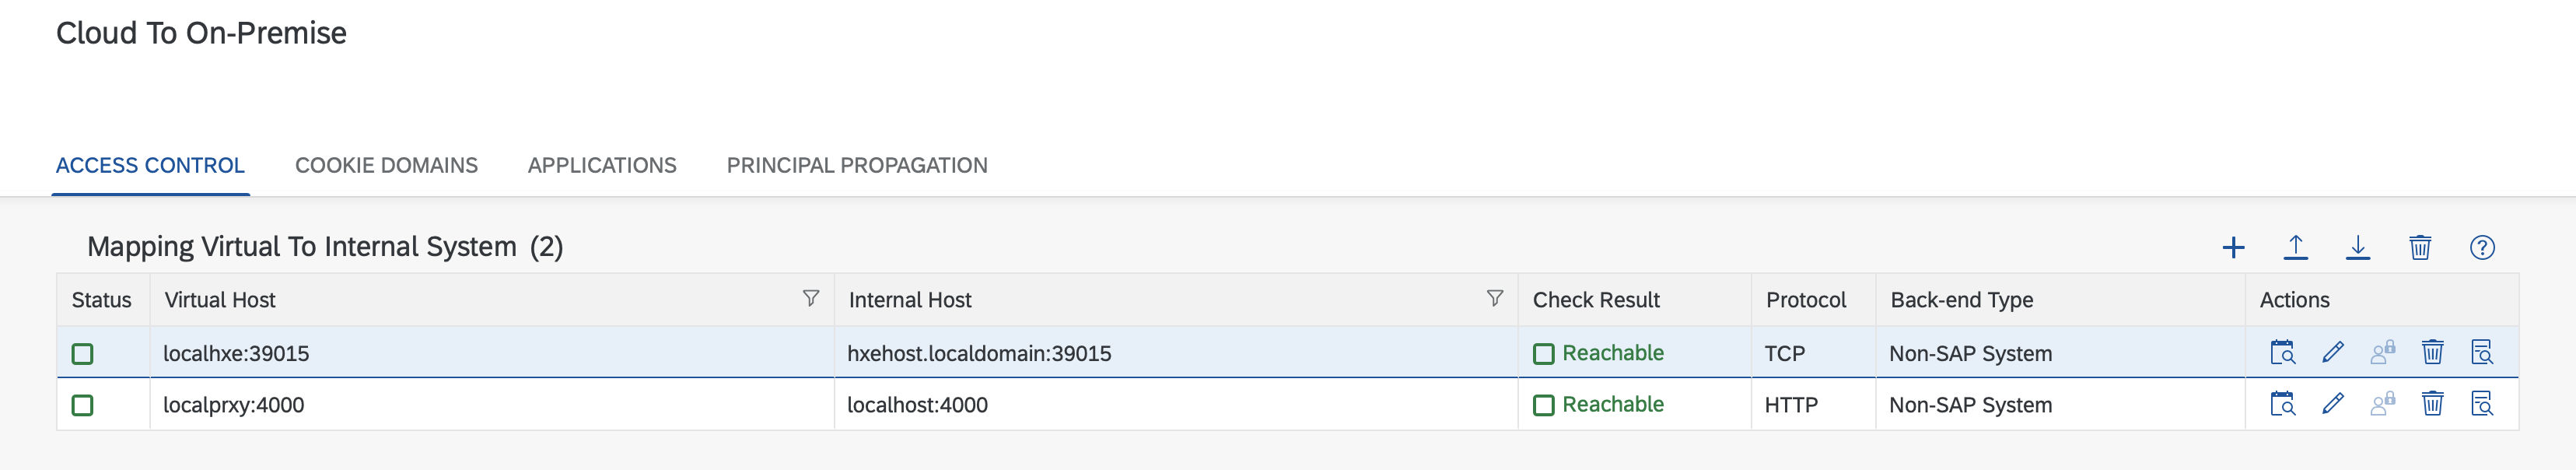 Cloud To On-Premise
ACCESS CONTROL COOKIE DOMAINS APPLICATIONS PRINCIPAL PROPAGATION
Mapping Virtual To Internal System (2)
Status Virtual Host Internal Host Check Result Protocol Back-end Type Actions
localhxe:39015 hxehost.localdomain:39015 Reachable TCP Non-SAP System
localprxy:4000 localhost:4000 Reachable HTTP Non-SAP System